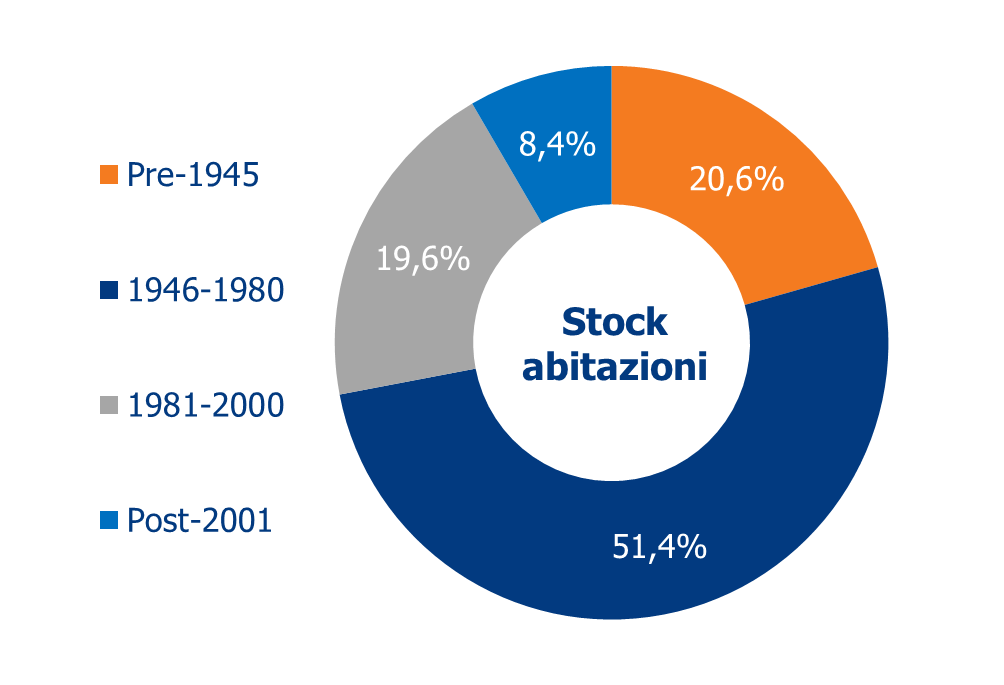 Pre-1945
1946-1980
1981-2000
Post-2001
8,4%
20,6%
19,6%
51,4%
Stock
abitazioni